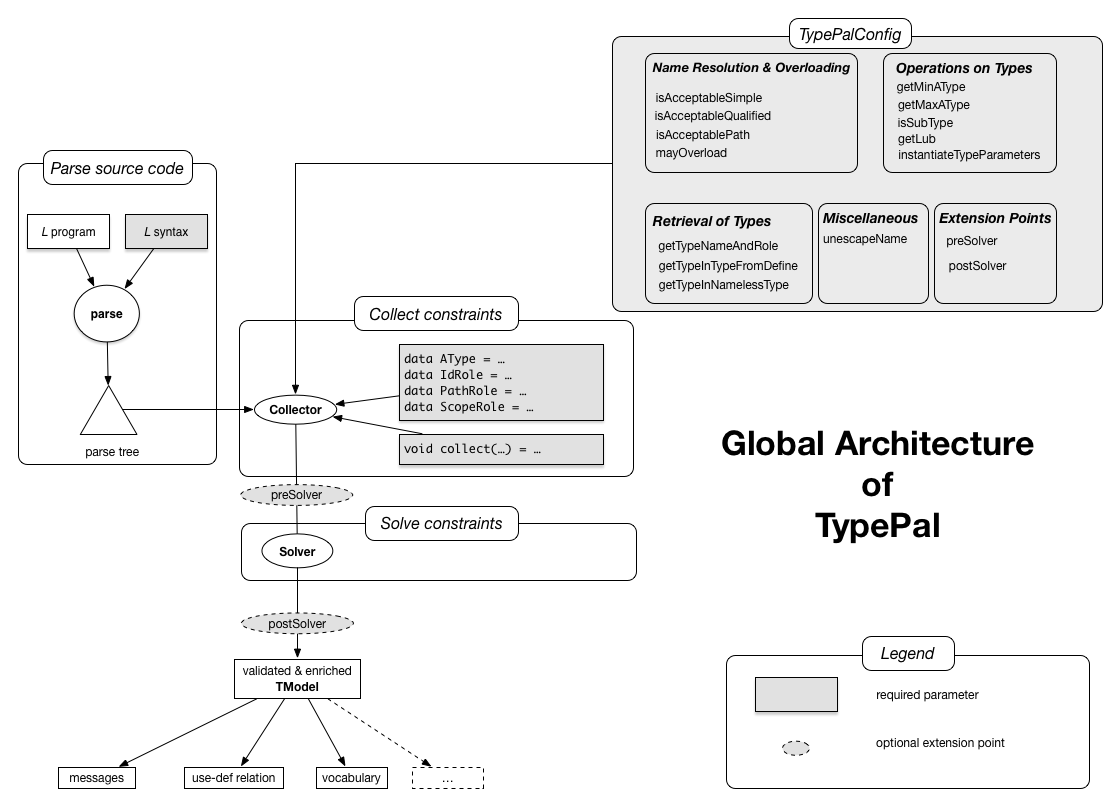 TypePalConfig
Name Resolution & Overloading
isAcceptableSimple
isAcceptableQualified
isAcceptablePath
mayOverload
Operations on Types
getMinAType
getMaxAType
isSubType
getLub
instantiateTypeParameters
Retrieval of Types
getTypeNameAndRole
getTypeInTypeFromDefine
getTypeInNamelessType
Miscellaneous
unescapeName
Extension Points
preSolver
postSolver
Parse source code
L program
L syntax
parse
parse tree
Collect constraints
data AType = …
data IdRole = …
data PathRole = …
data ScopeRole = …
Collector
void collect(…) = …
preSolver
Solve constraints
Solver
postSolver
validated & enriched
TModel
messages
use-def relation
vocabulary
…
Global Architecture
of
TypePal
Legend
required parameter
optional extension point